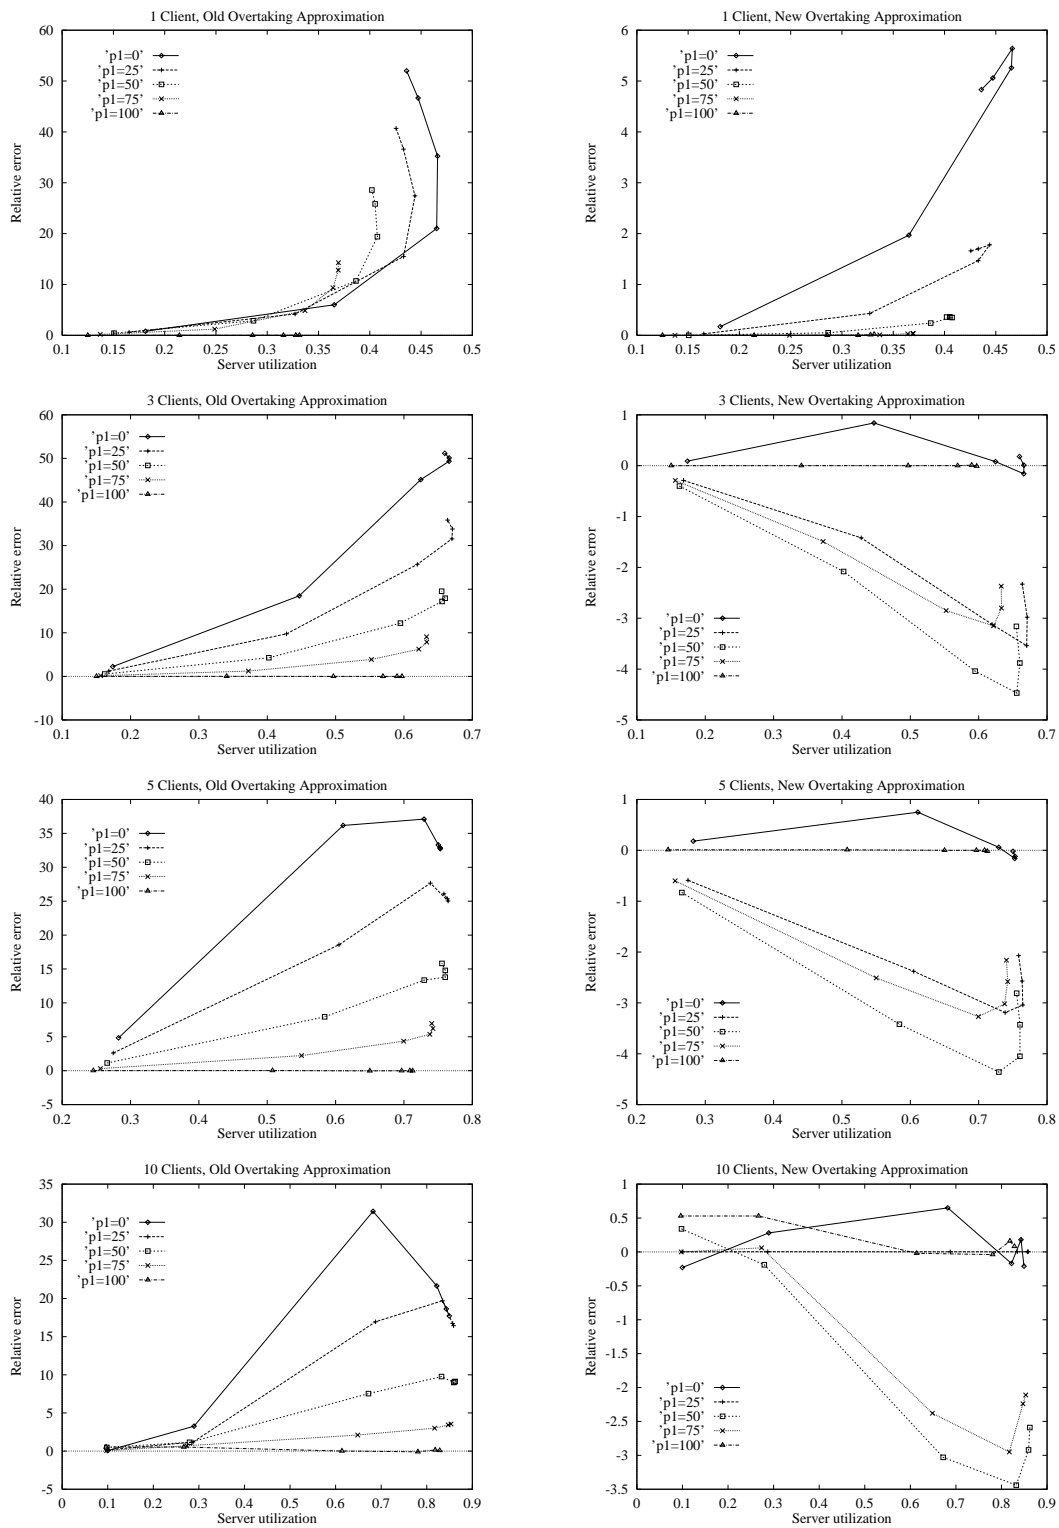 1 Client, Old Overtaking Approximation
60
50
40
30
20
10
0
Relative error
'p1=0'
'p1=25'
'p1=50'
'p1=75'
'p1=100'
0.1 0.15 0.2 0.25 0.3 0.35 0.4 0.45 0.5
Server utilization
1 Client, New Overtaking Approximation
6
5
4
3
2
1
0
Relative error
'p1=0'
'p1=25'
'p1=50'
'p1=75'
'p1=100'
0.1 0.15 0.2 0.25 0.3 0.35 0.4 0.45 0.5
Server utilization
3 Clients, Old Overtaking Approximation
60
50
40
30
20
10
0
-10
Relative error
'p1=0'
'p1=25'
'p1=50'
'p1=75'
'p1=100'
0.1 0.2 0.3 0.4 0.5 0.6 0.7
Server utilization
3 Clients, New Overtaking Approximation
1
0
-1
-2
-3
-4
-5
Relative error
'p1=0'
'p1=25'
'p1=50'
'p1=75'
'p1=100'
0.1 0.2 0.3 0.4 0.5 0.6 0.7
Server utilization
5 Clients, Old Overtaking Approximation
40
35
30
25
20
15
10
5
0
-5
Relative error
'p1=0'
'p1=25'
'p1=50'
'p1=75'
'p1=100'
0.2 0.3 0.4 0.5 0.6 0.7 0.8
Server utilization
5 Clients, New Overtaking Approximation
1
0
-1
-2
-3
-4
-5
Relative error
'p1=0'
'p1=25'
'p1=50'
'p1=75'
'p1=100'
0.2 0.3 0.4 0.5 0.6 0.7 0.8
Server utilization
10 Clients, Old Overtaking Approximation
35
30
25
20
15
10
5
0
-5
Relative error
'p1=0'
'p1=25'
'p1=50'
'p1=75'
'p1=100'
0 0.1 0.2 0.3 0.4 0.5 0.6 0.7 0.8 0.9
Server utilization
10 Clients, New Overtaking Approximation
1
0.5
0
-0.5
-1
-1.5
-2
-2.5
-3
-3.5
Relative error
'p1=0'
'p1=25'
'p1=50'
'p1=75'
'p1=100'
0 0.1 0.2 0.3 0.4 0.5 0.6 0.7 0.8 0.9
Server utilization